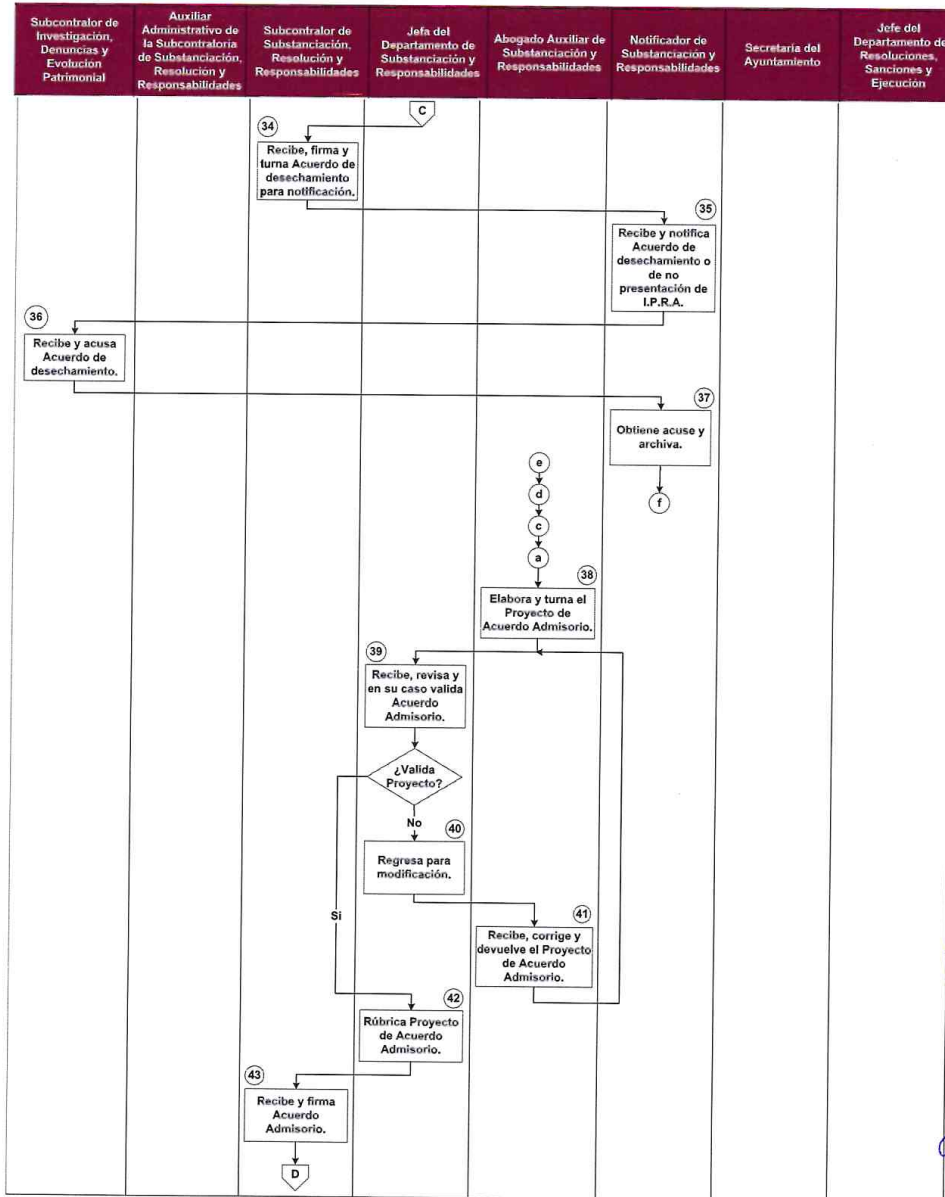 Subcontralor de
Investigación,
Denuncias y
Evolución
Patrimonial
Auxiliar
Administrativo de
la Subcontraloría
de Substanciación,
Resolución y
Responsabilidades
Subcontralor de
Substanciación,
Resolución y
Responsabilidades
Jefa del
Departamento de
Substanciación y
Responsabilidades
Abogado Auxiliar de
Substanciación y
Responsabilidades
Notificador de
Substanciación y
Responsabilidades
Secretaría del
Ayuntamiento
Jefe del
Departamento de
Resoluciones,
Sanciones y
Ejecución
C
34
Recibe, firma y
turna Acuerdo de
desechamiento
para notificación.
35
Recibe y notifica
Acuerdo de
desechamiento o
de no
presentación de
I.P.R.A.
36
Recibe y acusa
Acuerdo de
desechamiento.
37
Obtiene acuse y
archiva.
f
e
d
c
a
38
Elabora y turna el
Proyecto de
Acuerdo Admisorio.
39
Recibe, revisa y
en su caso valida
Acuerdo
Admisorio.
¿Valida
Proyecto?
No
40
Regresa para
modificación.
Si
41
Recibe, corrige y
devuelve el Proyecto
de Acuerdo
Admisorio.
42
Rúbrica Proyecto
de Acuerdo
Admisorio.
43
Recibe y firma
Acuerdo
Admisorio.
D